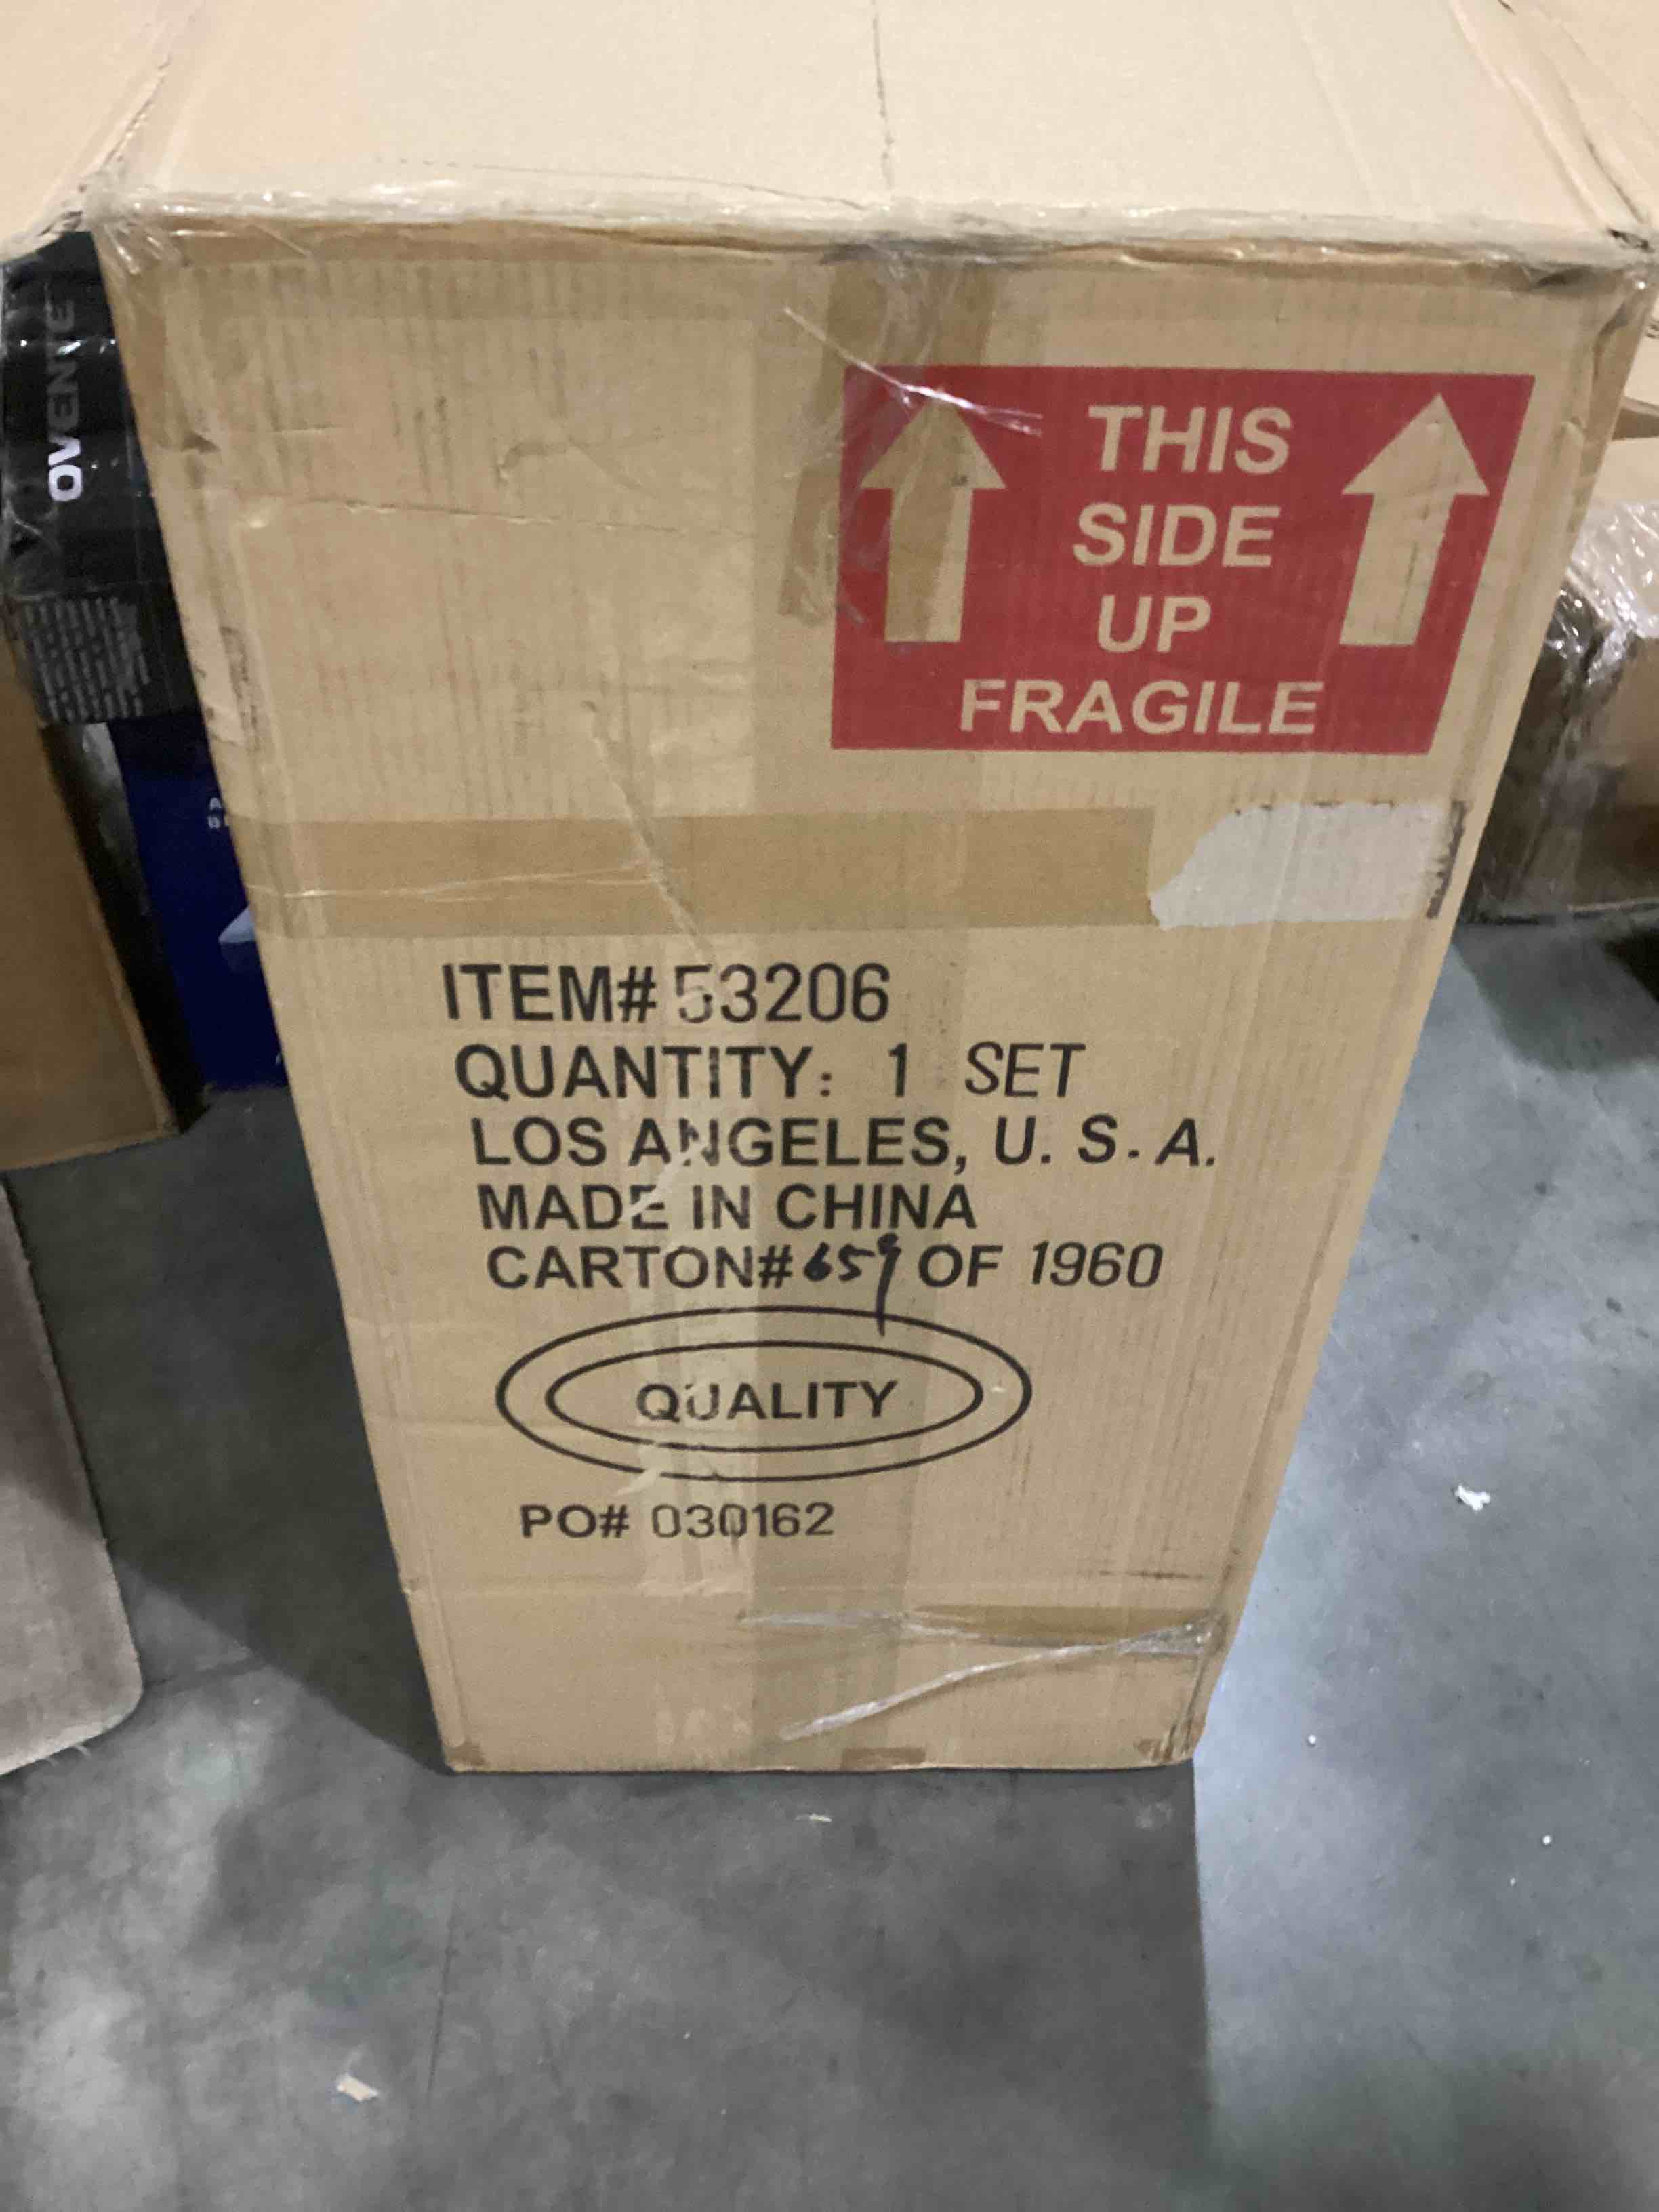 OVENTE
THIS
SIDE
UP
FRAGILE
ITEM# 53206
QUANTITY: 1 SET
LOS ANGELES, U. S. A.
MADE IN CHINA
CARTON# 659 OF 1960
QUALITY
PO# 030162